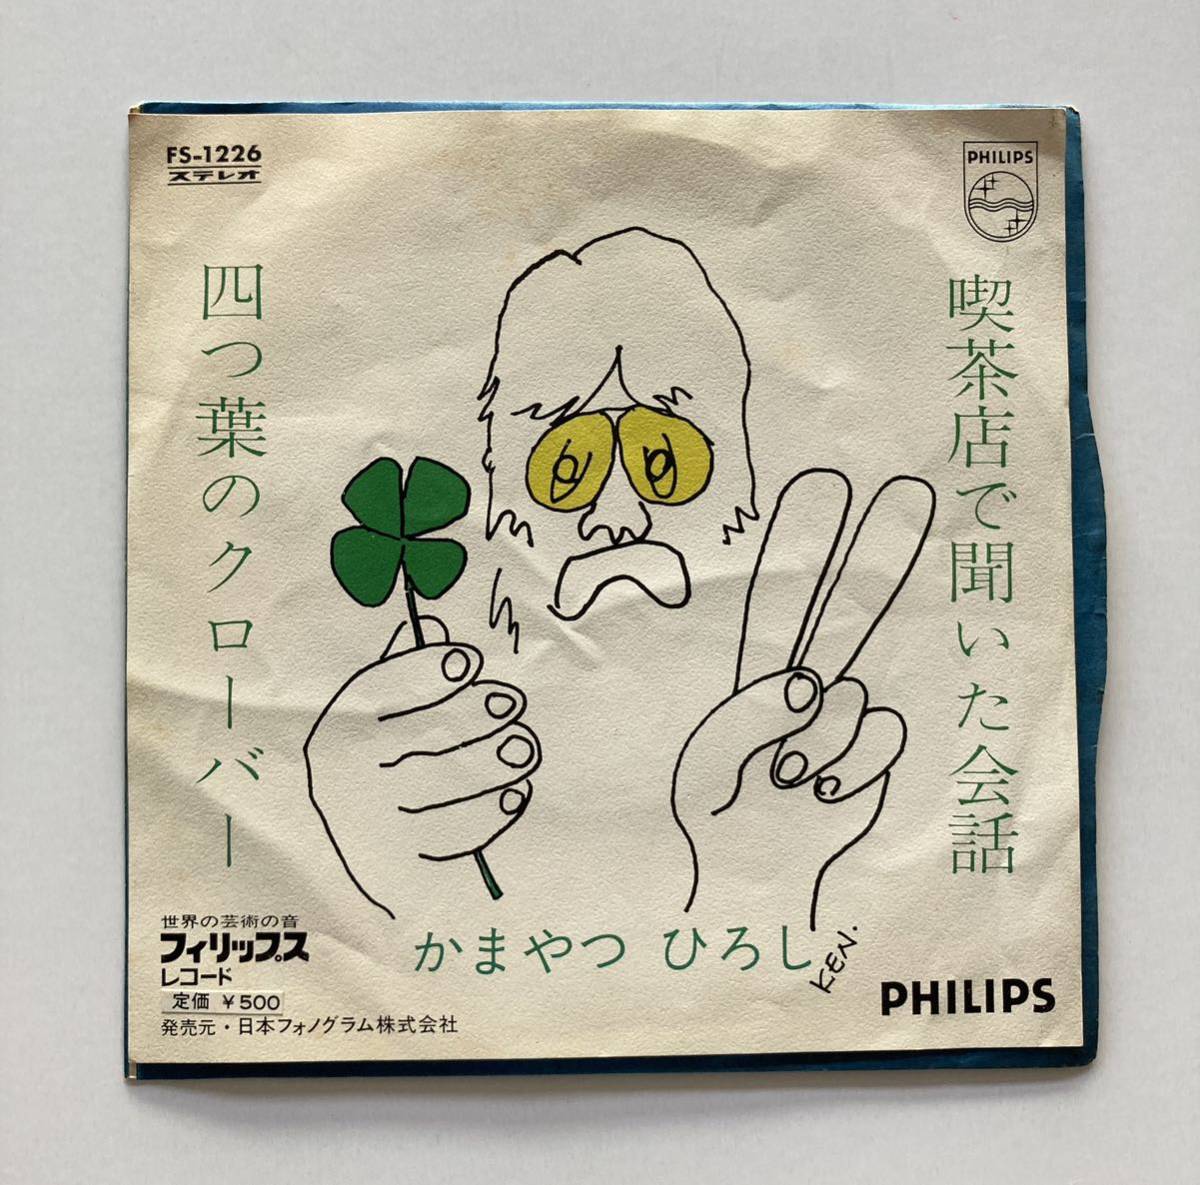 FS-1226
ステレオ
PHILIPS
喫茶店で聞いた会話
四つ葉のクローバー
かまやつ ひろし
KEN.
世界の芸術の音
フィリップス
レコード
定価 ¥500
発売元・日本フォノグラム株式会社
PHILIPS